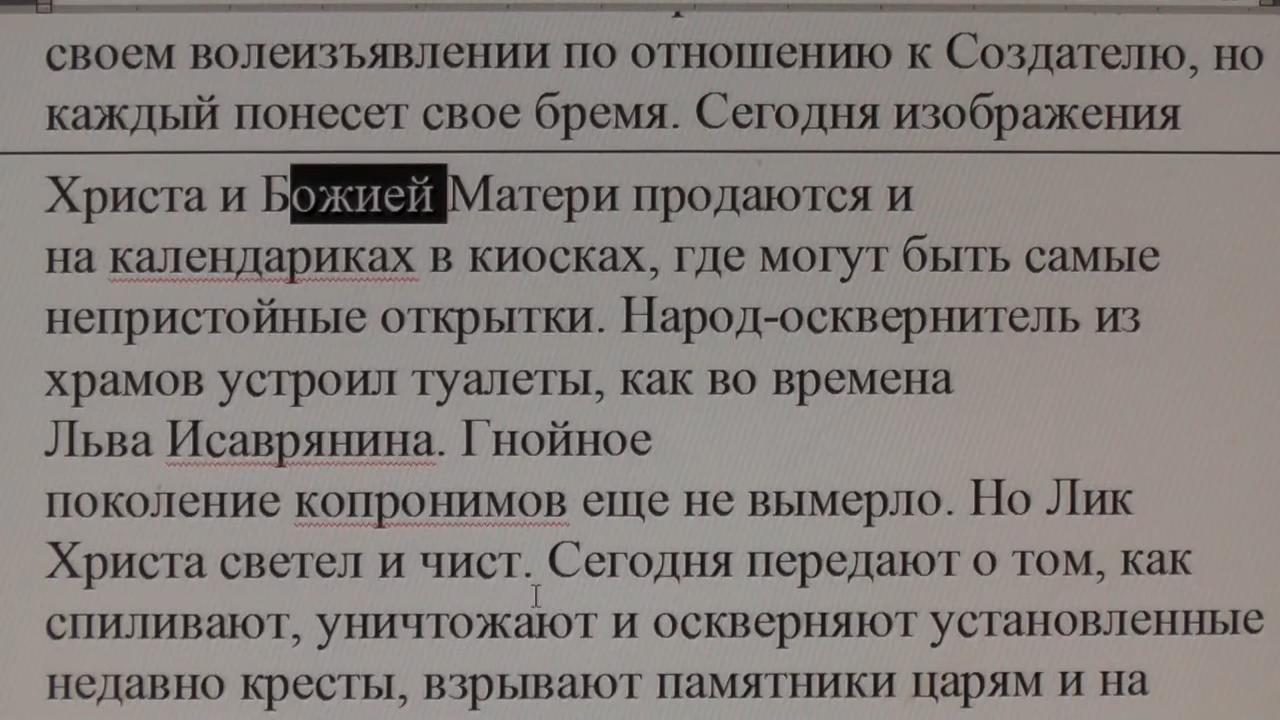 своем волеизъявлении по отношению к Создателю, но
каждый понесет свое бремя. Сегодня изображения
Христа и Божией Матери продаются и
на календариках в киосках, где могут быть самые
непристойные открытки. Народ-осквернитель из
храмов устроил туалеты, как во времена
Льва Исаврянина. Гнойное
поколение копронимов еще не вымерло. Но Лик
Христа светел и чист. Сегодня передают о том, как
спиливают, уничтожают и оскверняют установленные
недавно кресты, взрывают памятники царям и на